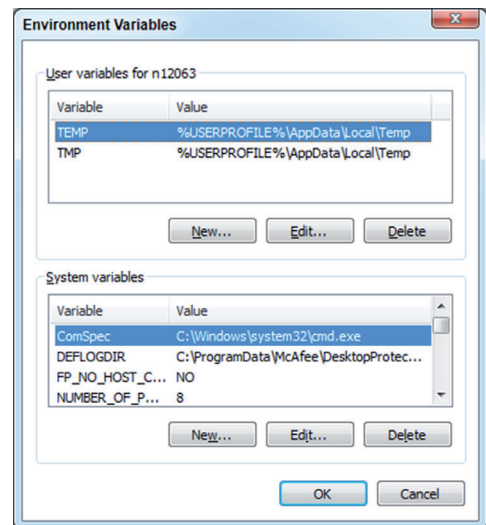 Environment Variables
User variables for n12063
Variable Value
TEMP %USERPROFILE%\AppData\Local\Temp
TMP %USERPROFILE%\AppData\Local\Temp
New... Edit... Delete
System variables
Variable Value
ComSpec C:\Windows\system32\cmd.exe
DEFLOGDIR C:\ProgramData\McAfee\DesktopProtec...
FP_NO_HOST_C... NO
NUMBER_OF_P... 8
New... Edit... Delete
OK Cancel